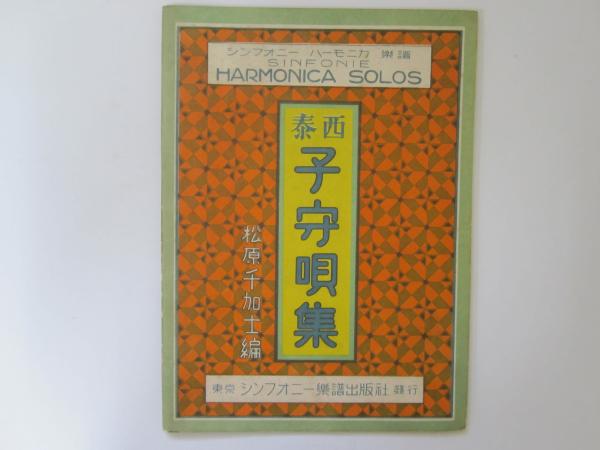 シンフオニー ハーモニカ 樂譜
SINFONIE
HARMONICA SOLOS
泰西
子守唄集
松原千加士編
東京 シンフオニー樂譜出版社 發行